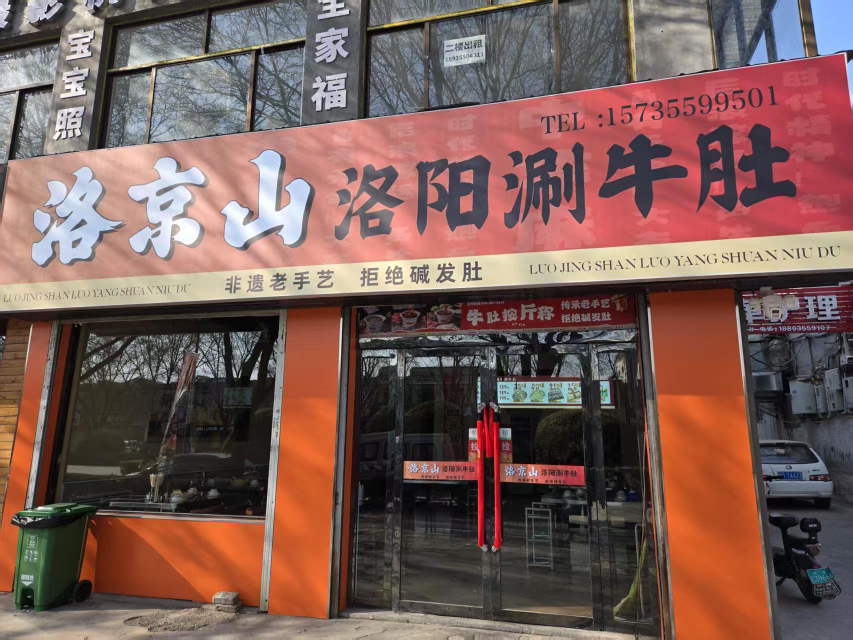 宝宝照
全家福
二楼出租
TEL :15735599501
洛京山 洛阳涮牛肚
LUO JING SHAN LUO YANG SHUAN NIU DU
非遗老手艺 拒绝碱发肚
LUO JING SHAN LUO YANG SHUAN NIU DU
牛肚按斤称
传承老手艺
拒绝碱发肚
护理
洛京山 洛阳涮牛肚
洛京山 洛阳涮牛肚